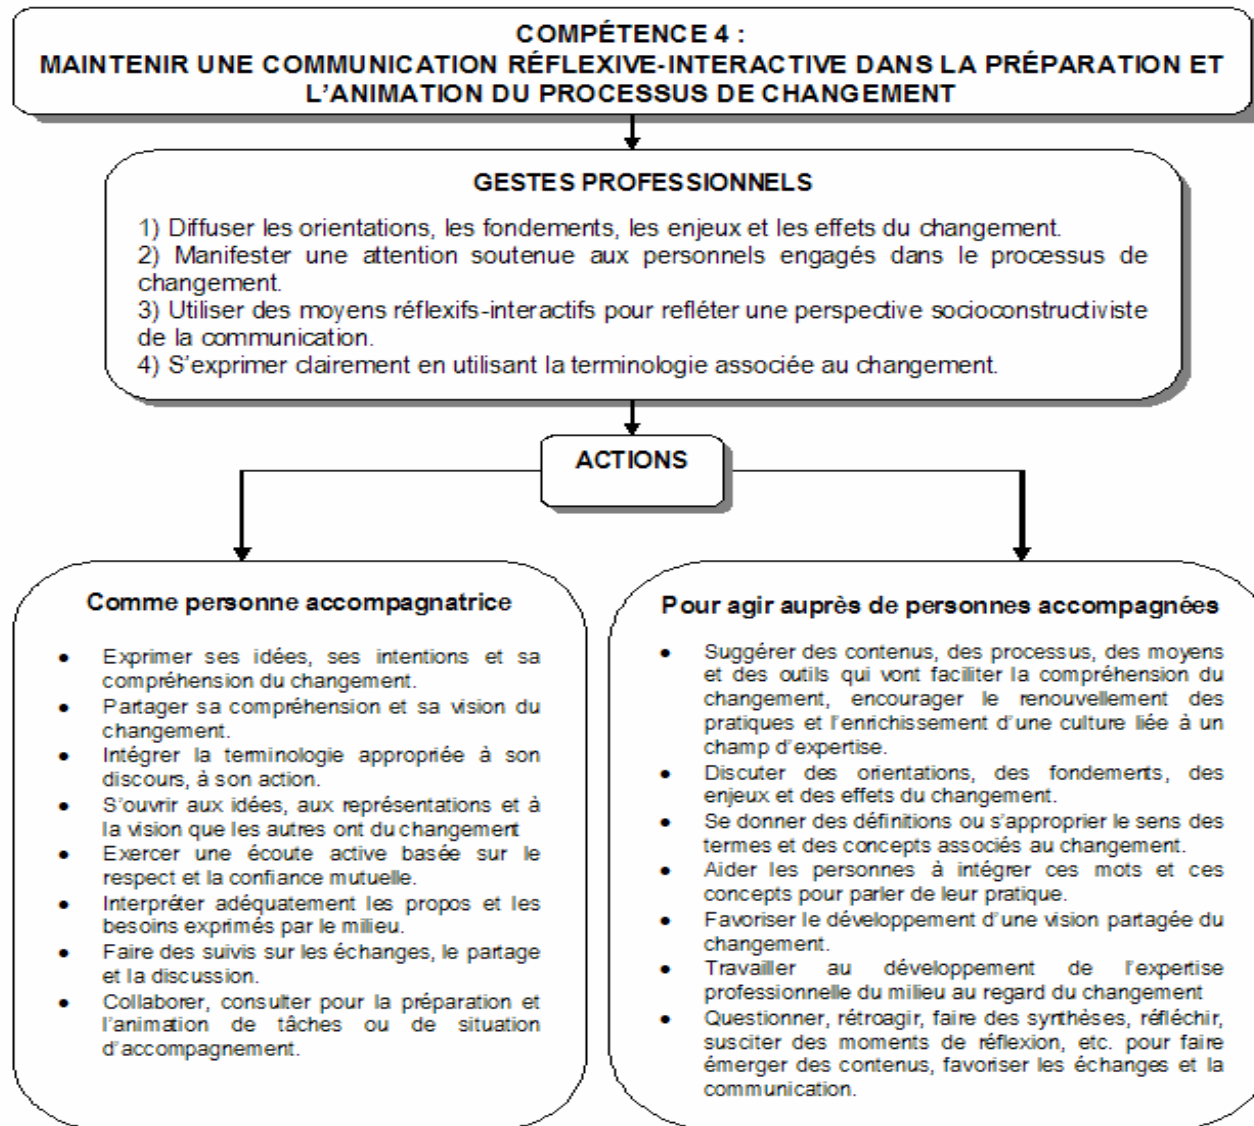 COMPÉTENCE 4 :
MAINTENIR UNE COMMUNICATION RÉFLEXIVE-INTERACTIVE DANS LA PRÉPARATION ET
L’ANIMATION DU PROCESSUS DE CHANGEMENT
GESTES PROFESSIONNELS
1) Diffuser les orientations, les fondements, les enjeux et les effets du changement.
2) Manifester une attention soutenue aux personnels engagés dans le processus de
changement.
3) Utiliser des moyens réflexifs-interactifs pour refléter une perspective socioconstructiviste
de la communication.
4) S’exprimer clairement en utilisant la terminologie associée au changement.
ACTIONS
Comme personne accompagnatrice
• Exprimer ses idées, ses intentions et sa
compréhension du changement.
• Partager sa compréhension et sa vision du
changement.
• Intégrer la terminologie appropriée à son
discours, à son action.
• S’ouvrir aux idées, aux représentations et à
la vision que les autres ont du changement
• Exercer une écoute active basée sur le
respect et la confiance mutuelle.
• Interpréter adéquatement les propos et les
besoins exprimés par le milieu.
• Faire des suivis sur les échanges, le partage
et la discussion.
• Collaborer, consulter pour la préparation et
l’animation de tâches ou de situation
d’accompagnement.
Pour agir auprès de personnes accompagnées
• Suggérer des contenus, des processus, des moyens
et des outils qui vont faciliter la compréhension du
changement, encourager le renouvellement des
pratiques et l’enrichissement d’une culture liée à un
champ d’expertise.
• Discuter des orientations, des fondements, des
enjeux et des effets du changement.
• Se donner des définitions ou s’approprier le sens des
termes et des concepts associés au changement.
• Aider les personnes à intégrer ces mots et ces
concepts pour parler de leur pratique.
• Favoriser le développement d’une vision partagée du
changement.
• Travailler au développement de l’expertise
professionnelle du milieu au regard du changement
• Questionner, rétroagir, faire des synthèses, réfléchir,
susciter des moments de réflexion, etc. pour faire
émerger des contenus, favoriser les échanges et la
communication.